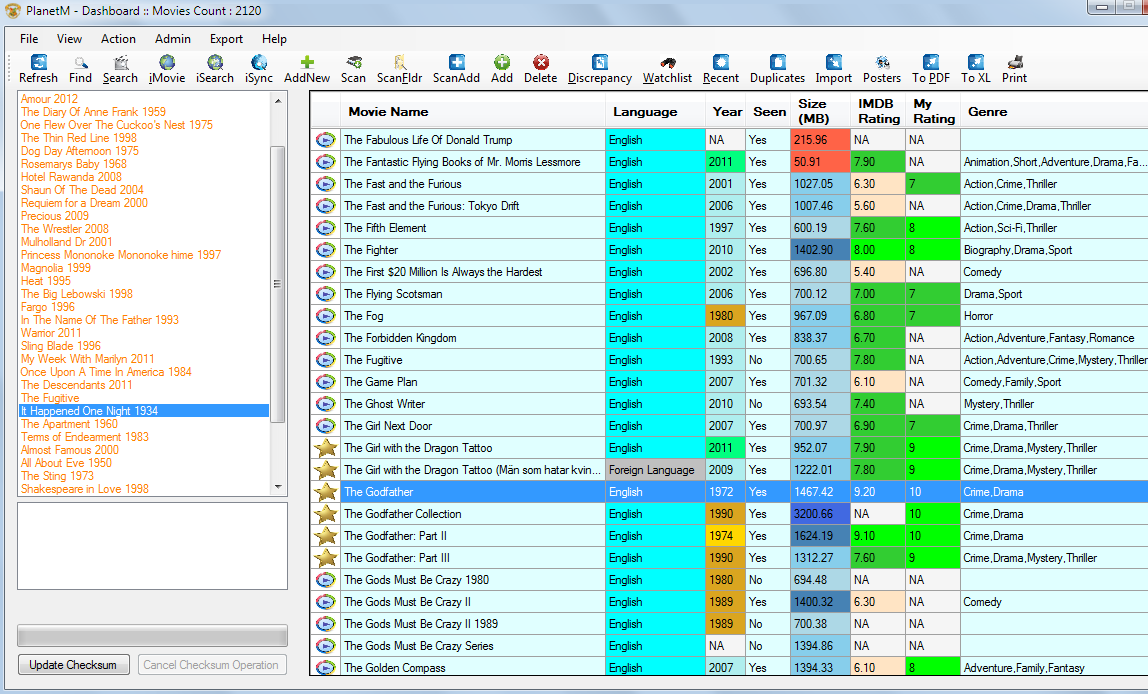 PlanetM - Dashboard :: Movies Count : 2120
File View Action Admin Export Help
Refresh Find Search iMovie iSearch iSync AddNew Scan ScanFldr ScanAdd Add Delete Discrepancy Watchlist Recent Duplicates Import Posters To PDF To XL Print
Amour 2012
The Diary Of Anne Frank 1959
One Flew Over The Cuckoo's Nest 1975
The Thin Red Line 1998
Dog Day Afternoon 1975
Rosemarys Baby 1968
Hotel Rawanda 2008
Shaun Of The Dead 2004
Requiem for a Dream 2000
Precious 2009
The Wrestler 2008
Mulholland Dr 2001
Princess Mononoke Mononoke hime 1997
Magnolia 1999
Heat 1995
The Big Lebowski 1998
Fargo 1996
In The Name Of The Father 1993
Warrior 2011
Sling Blade 1996
My Week With Marilyn 2011
Once Upon A Time In America 1984
The Descendants 2011
The Fugitive
It Happened One Night 1934
The Apartment 1960
Terms of Endearment 1983
Almost Famous 2000
All About Eve 1950
The Sting 1973
Shakespeare in Love 1998
Update Checksum Cancel Checksum Operation
Movie Name Language Year Seen Size (MB) IMDB Rating My Rating Genre
The Fabulous Life Of Donald Trump English NA Yes 215.96 NA NA
The Fantastic Flying Books of Mr. Morris Lessmore English 2011 Yes 50.91 7.90 NA Animation,Short,Adventure,Drama,Fa...
The Fast and the Furious English 2001 Yes 1027.05 6.30 7 Action,Crime,Thriller
The Fast and the Furious: Tokyo Drift English 2006 Yes 1007.46 5.60 NA Action,Crime,Drama,Thriller
The Fifth Element English 1997 Yes 600.19 7.60 8 Action,Sci-Fi,Thriller
The Fighter English 2010 Yes 1402.90 8.00 8 Biography,Drama,Sport
The First $20 Million Is Always the Hardest English 2002 Yes 696.80 5.40 NA Comedy
The Flying Scotsman English 2006 Yes 700.12 7.00 7 Drama,Sport
The Fog English 1980 Yes 967.09 6.80 7 Horror
The Forbidden Kingdom English 2008 Yes 838.37 6.70 NA Action,Adventure,Fantasy,Romance
The Fugitive English 1993 No 700.65 7.80 NA Action,Adventure,Crime,Mystery,Thriller
The Game Plan English 2007 Yes 701.32 6.10 NA Comedy,Family,Sport
The Ghost Writer English 2010 No 693.54 7.40 NA Mystery,Thriller
The Girl Next Door English 2007 Yes 700.97 6.90 7 Crime,Drama,Thriller
The Girl with the Dragon Tattoo English 2011 Yes 952.07 7.90 9 Crime,Drama,Mystery,Thriller
The Girl with the Dragon Tattoo (Män som hatar kvin... Foreign Language 2009 Yes 1222.01 7.80 9 Crime,Drama,Mystery,Thriller
The Godfather English 1972 Yes 1467.42 9.20 10 Crime,Drama
The Godfather Collection English 1990 Yes 3200.66 NA 10 Crime,Drama
The Godfather: Part II English 1974 Yes 1624.19 9.10 10 Crime,Drama
The Godfather: Part III English 1990 Yes 1312.27 7.60 9 Crime,Drama,Mystery,Thriller
The Gods Must Be Crazy 1980 English 1980 No 694.48 NA NA
The Gods Must Be Crazy II English 1989 Yes 1400.32 6.30 NA Comedy
The Gods Must Be Crazy II 1989 English 1989 No 700.38 NA NA
The Gods Must Be Crazy Series English NA No 1394.86 NA NA
The Golden Compass English 2007 Yes 1394.33 6.10 8 Adventure,Family,Fantasy